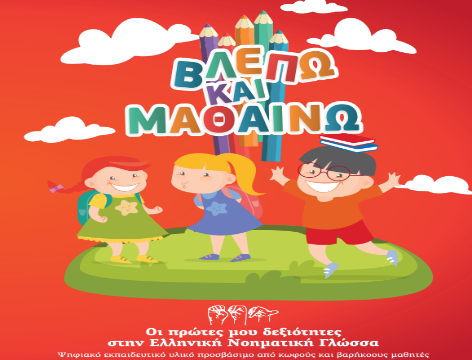 ΒΛΕΠΩ
ΚΑΙ
ΜΑΘΑΙΝΩ
Οι πρώτες μου δεξιότητες
στην Ελληνική Νοηματική Γλώσσα
Ψηφιακό εκπαιδευτικό υλικό προσβάσιμο από κωφούς και βαρήκοους μαθητές